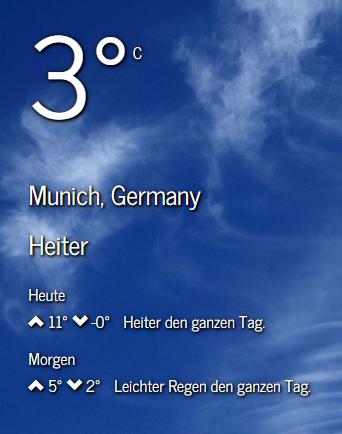 3° C
Munich, Germany
Heiter
Heute
11° -0° Heiter den ganzen Tag.
Morgen
5° 2° Leichter Regen den ganzen Tag.